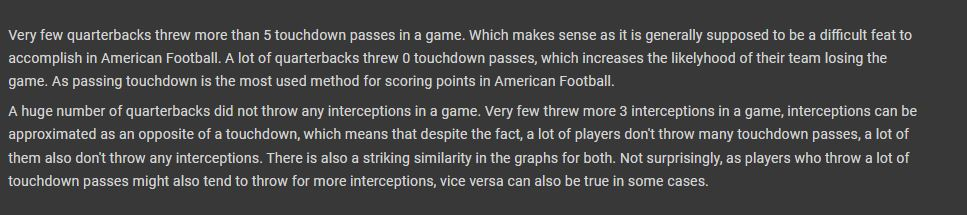 Very few quarterbacks threw more than 5 touchdown passes in a game. Which makes sense as it is generally supposed to be a difficult feat to
accomplish in American Football. A lot of quarterbacks threw 0 touchdown passes, which increases the likelyhood of their team losing the
game. As passing touchdown is the most used method for scoring points in American Football.
A huge number of quarterbacks did not throw any interceptions in a game. Very few threw more 3 interceptions in a game, interceptions can be
approximated as an opposite of a touchdown, which means that despite the fact, a lot of players don't throw many touchdown passes, a lot of
them also don't throw any interceptions. There is also a striking similarity in the graphs for both. Not surprisingly, as players who throw a lot of
touchdown passes might also tend to throw for more interceptions, vice versa can also be true in some cases.